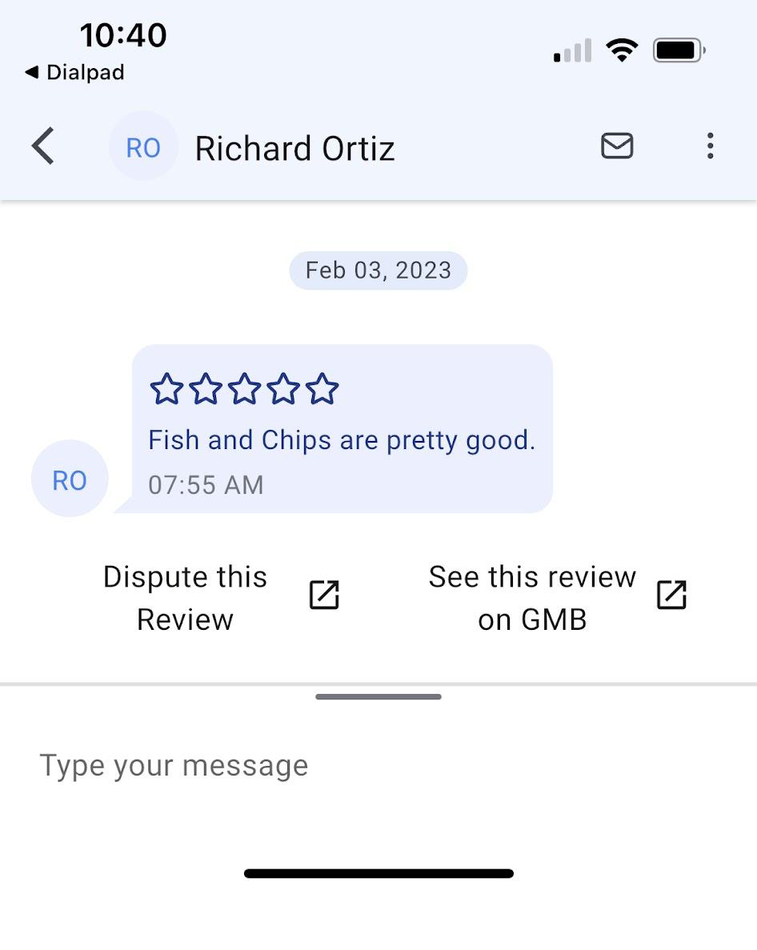 10:40
◀ Dialpad
RO
Richard Ortiz
Feb 03, 2023
Fish and Chips are pretty good.
RO
07:55 AM
Dispute this
Review
See this review
on GMB
Type your message